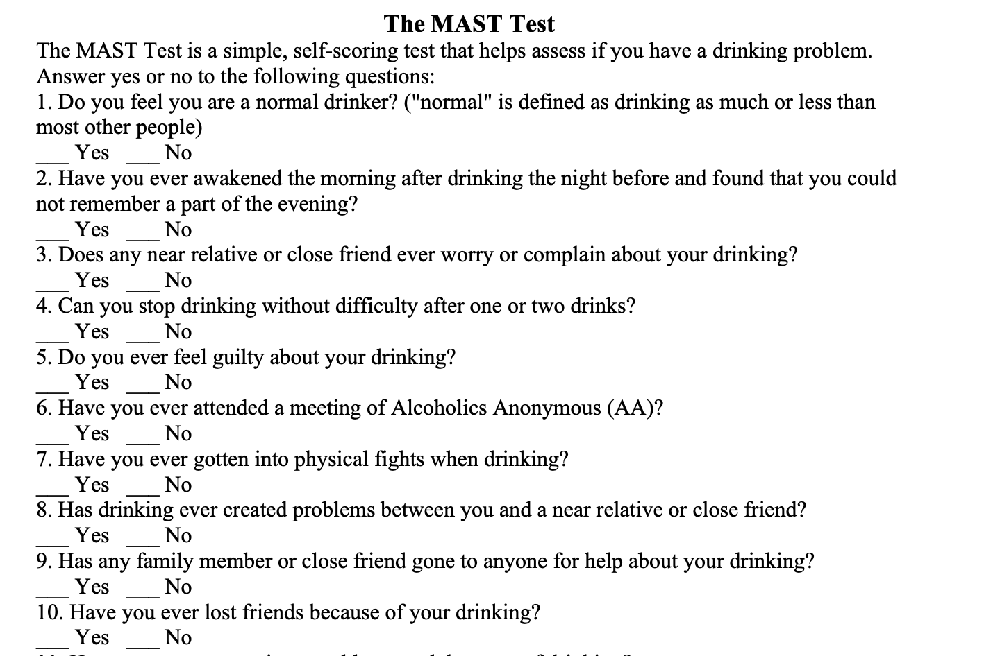 The MAST Test
The MAST Test is a simple, self-scoring test that helps assess if you have a drinking problem.
Answer yes or no to the following questions:
1. Do you feel you are a normal drinker? ("normal" is defined as drinking as much or less than
most other people)
___ Yes ___ No
2. Have you ever awakened the morning after drinking the night before and found that you could
not remember a part of the evening?
___ Yes ___ No
3. Does any near relative or close friend ever worry or complain about your drinking?
___ Yes ___ No
4. Can you stop drinking without difficulty after one or two drinks?
___ Yes ___ No
5. Do you ever feel guilty about your drinking?
___ Yes ___ No
6. Have you ever attended a meeting of Alcoholics Anonymous (AA)?
___ Yes ___ No
7. Have you ever gotten into physical fights when drinking?
___ Yes ___ No
8. Has drinking ever created problems between you and a near relative or close friend?
___ Yes ___ No
9. Has any family member or close friend gone to anyone for help about your drinking?
___ Yes ___ No
10. Have you ever lost friends because of your drinking?
___ Yes ___ No